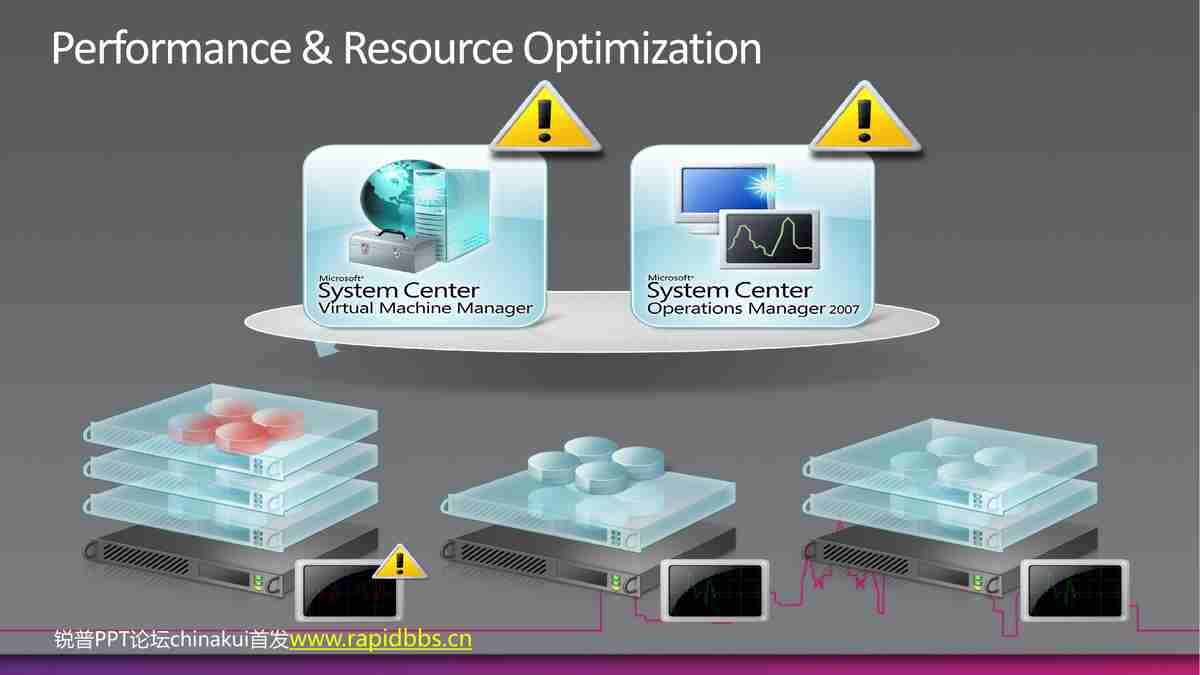 Performance & Resource Optimization
Microsoft®
System Center
Virtual Machine Manager
Microsoft®
System Center
Operations Manager 2007
锐普PPT论坛chinakui首发www.rapidbbs.cn